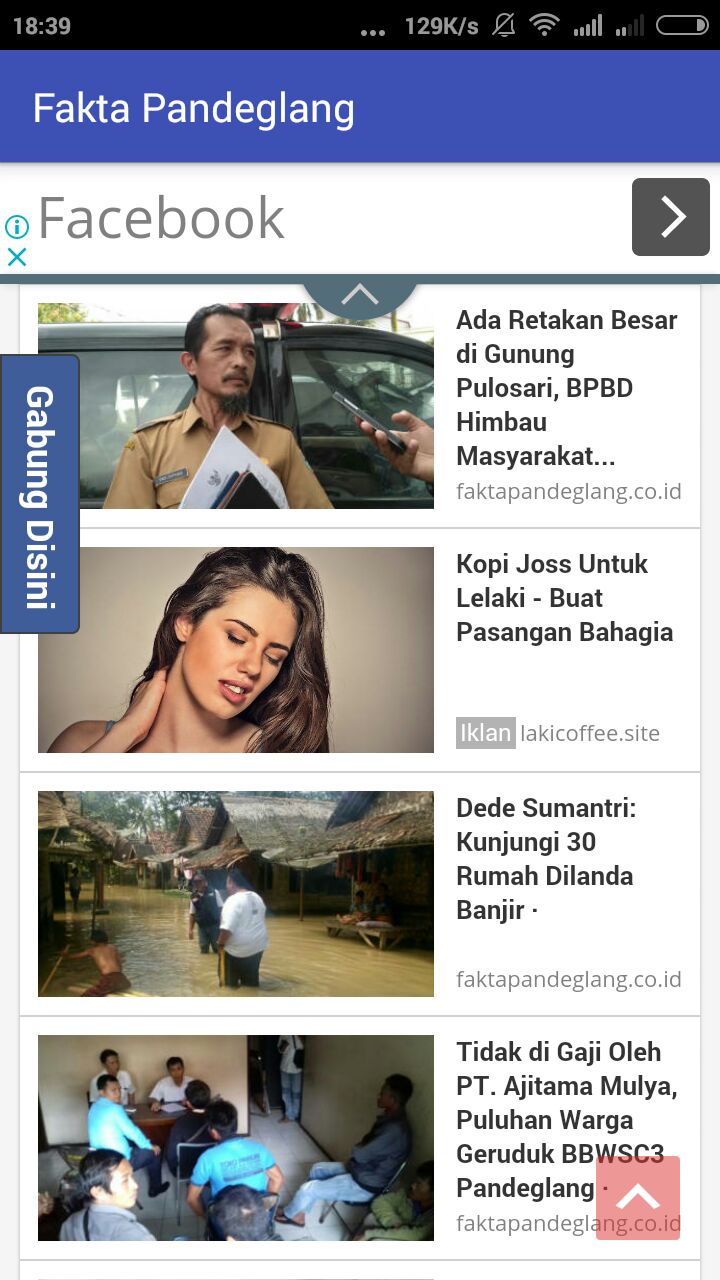 18:39
... 129K/s
Fakta Pandeglang
Facebook
Ada Retakan Besar
di Gunung
Pulosari, BPBD
Himbau
Masyarakat...
faktapandeglang.co.id
Gabung Disini
Kopi Joss Untuk
Lelaki - Buat
Pasangan Bahagia
Iklan lakicoffee.site
Dede Sumantri:
Kunjungi 30
Rumah Dilanda
Banjir ·
faktapandeglang.co.id
Tidak di Gaji Oleh
PT. Ajitama Mulya,
Puluhan Warga
Geruduk BBWSC3
Pandeglang ·
faktapandeglang.co.id